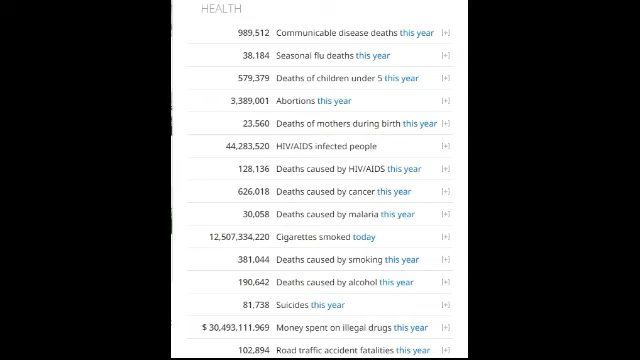 HEALTH
989,512 Communicable disease deaths this year [+]
38,184 Seasonal flu deaths this year [+]
579,379 Deaths of children under 5 this year [+]
3,389,001 Abortions this year [+]
23,560 Deaths of mothers during birth this year [+]
44,283,520 HIV/AIDS infected people [+]
128,136 Deaths caused by HIV/AIDS this year [+]
626,018 Deaths caused by cancer this year [+]
30,058 Deaths caused by malaria this year [+]
12,507,334,220 Cigarettes smoked today [+]
381,044 Deaths caused by smoking this year [+]
190,642 Deaths caused by alcohol this year [+]
81,738 Suicides this year [+]
$ 30,493,111,969 Money spent on illegal drugs this year [+]
102,894 Road traffic accident fatalities this year [+]